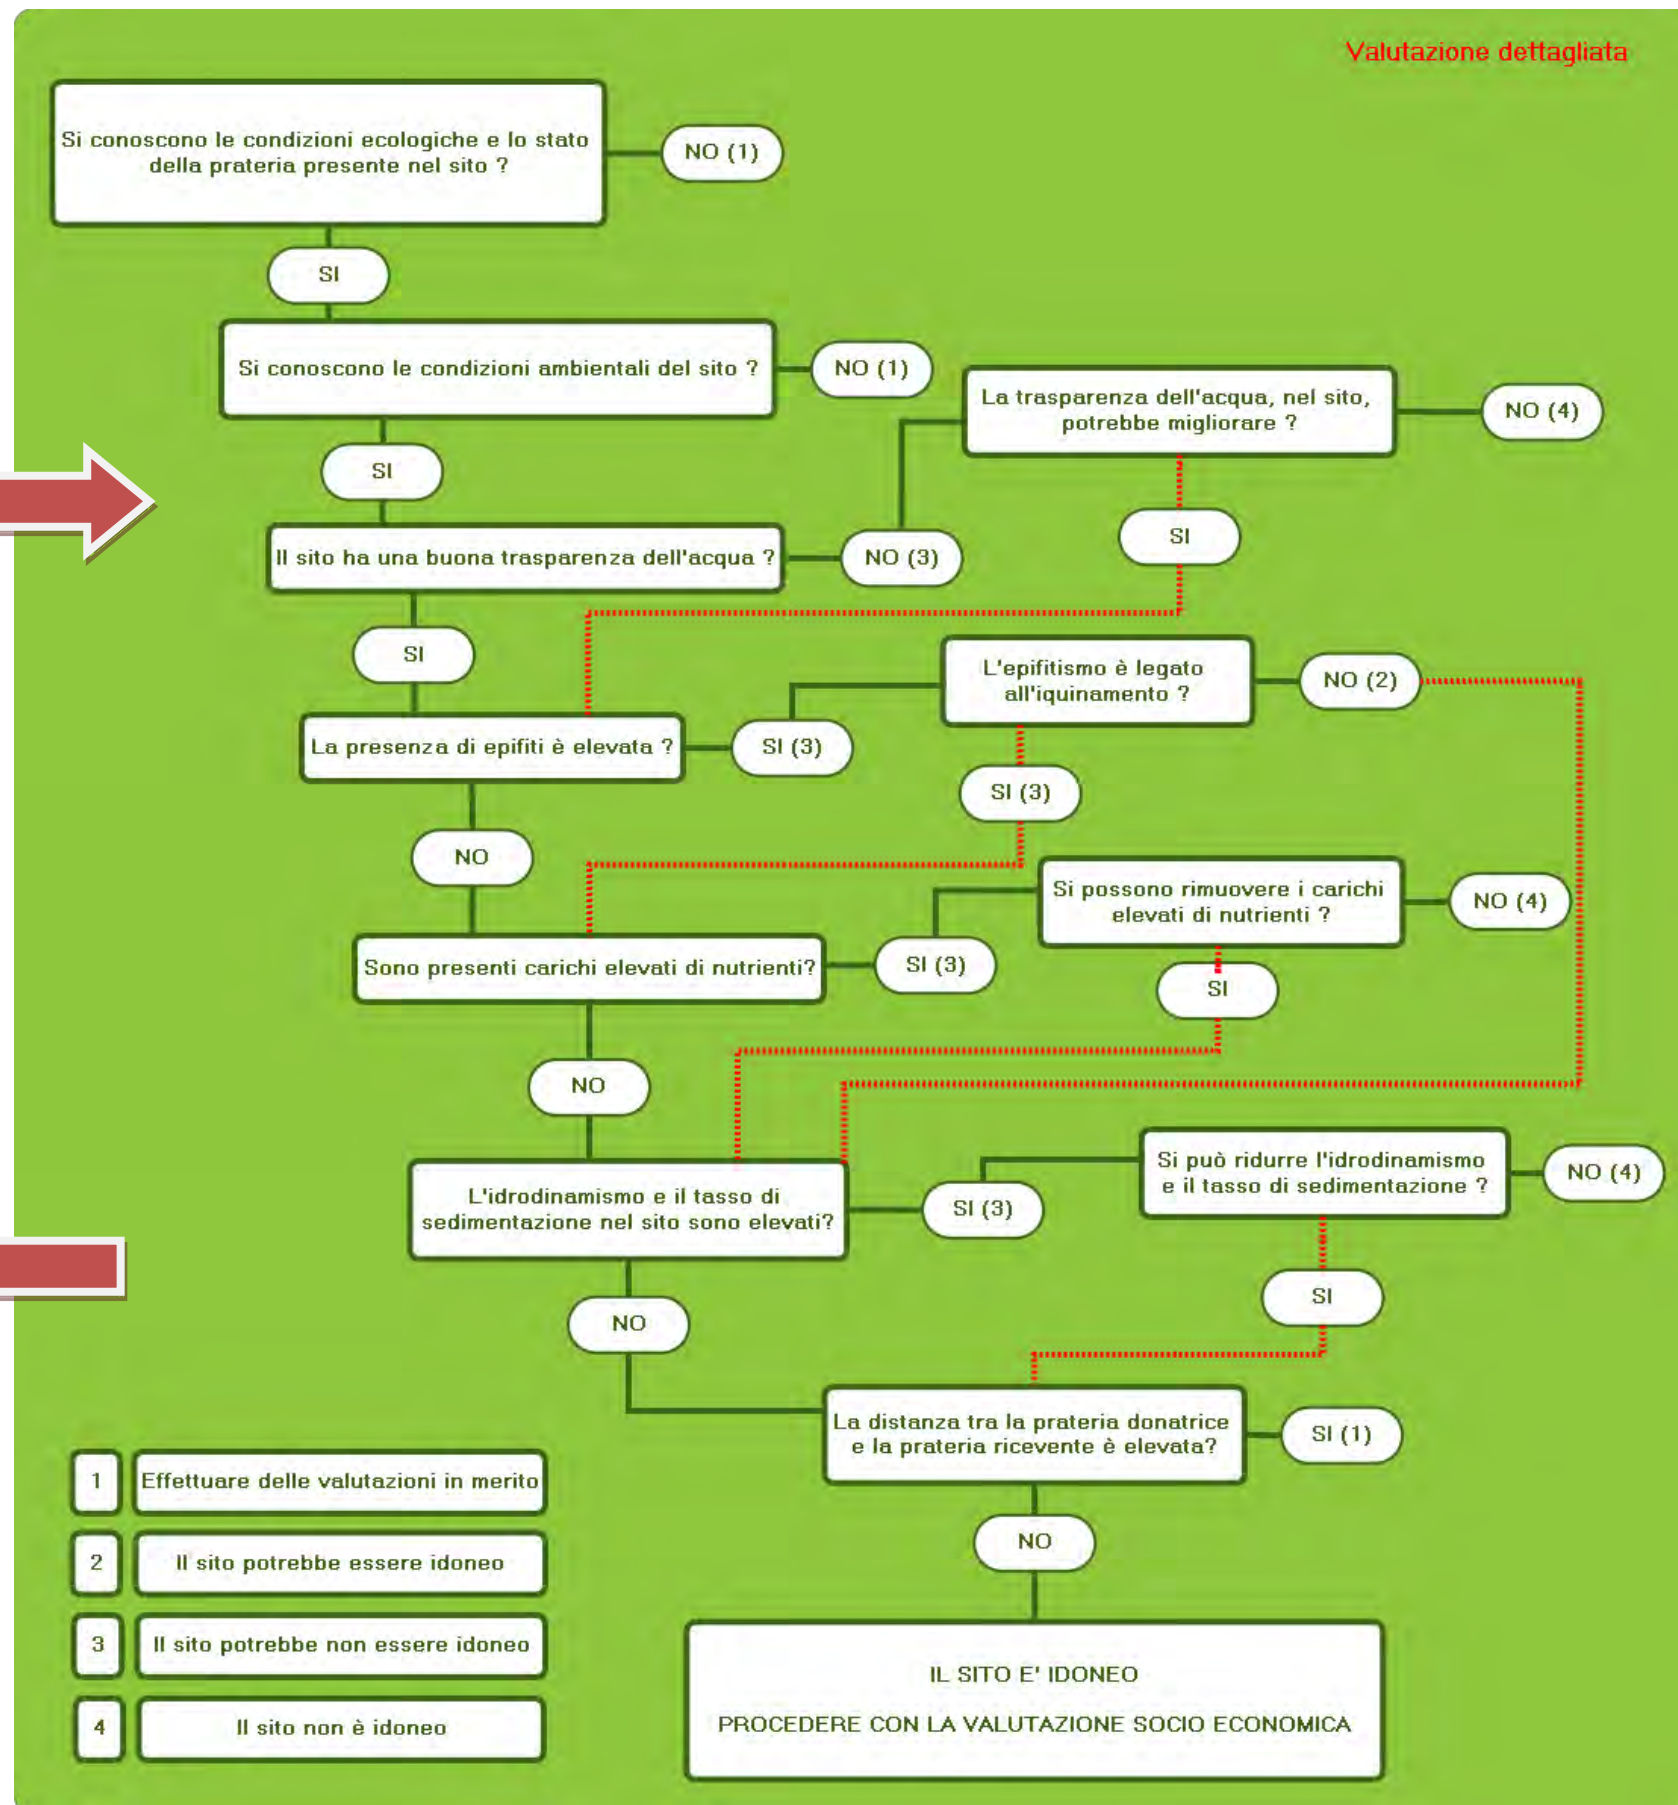 Valutazione dettagliata
Si conoscono le condizioni ecologiche e lo stato
della prateria presente nel sito ?
NO (1)
SI
Si conoscono le condizioni ambientali del sito ?
NO (1)
La trasparenza dell'acqua, nel sito,
potrebbe migliorare ?
NO (4)
SI
SI
Il sito ha una buona trasparenza dell'acqua ?
NO (3)
SI
L'epifitismo è legato
all'iquinamento ?
NO (2)
La presenza di epifiti è elevata ?
SI (3)
SI (3)
NO
Si possono rimuovere i carichi
elevati di nutrienti ?
NO (4)
Sono presenti carichi elevati di nutrienti?
SI (3)
SI
NO
Si può ridurre l'idrodinamismo
e il tasso di sedimentazione ?
NO (4)
L'idrodinamismo e il tasso di
sedimentazione nel sito sono elevati?
SI (3)
SI
NO
La distanza tra la prateria donatrice
e la prateria ricevente è elevata?
SI (1)
NO
1
Effettuare delle valutazioni in merito
2
Il sito potrebbe essere idoneo
3
Il sito potrebbe non essere idoneo
4
Il sito non è idoneo
IL SITO E' IDONEO
PROCEDERE CON LA VALUTAZIONE SOCIO ECONOMICA